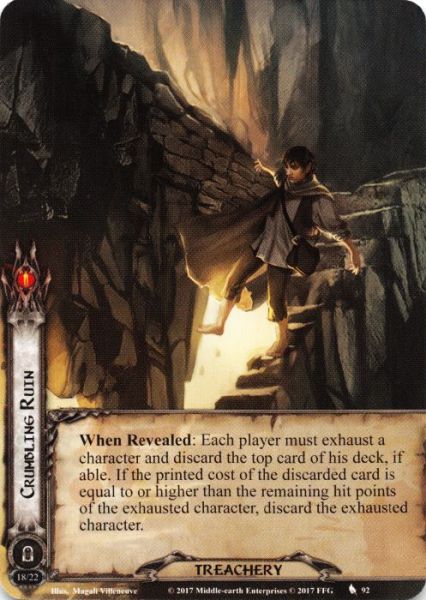 CRUMBLING RUIN
When Revealed: Each player must exhaust a
character and discard the top card of his deck, if
able. If the printed cost of the discarded card is
equal to or higher than the remaining hit points
of the exhausted character, discard the exhausted
character.
18/22
TREACHERY
Illus. Magali Villeneuve
© 2017 Middle-earth Enterprises © 2017 FFG
92